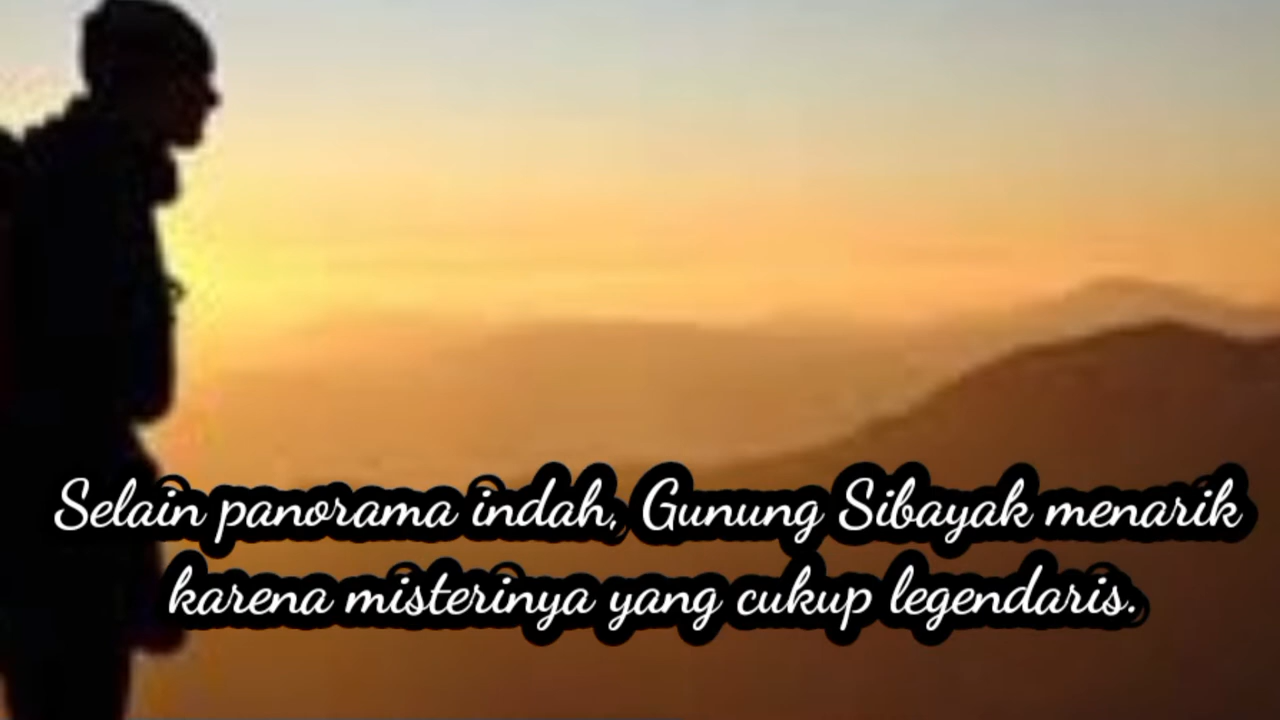 Selain panorama indah, Gunung Sibayak menarik
karena misterinya yang cukup legendaris.